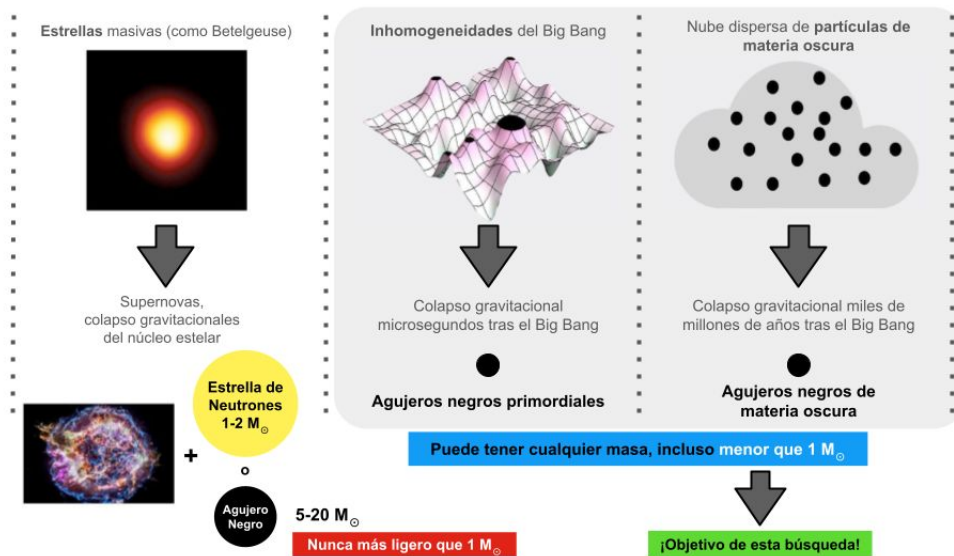 Estrellas masivas (como Betelgeuse)
Supernovas,
colapso gravitacionales
del núcleo estelar
+
Estrella de
Neutrones
1-2 M☉
o
Agujero
Negro
5-20 M☉
Nunca más ligero que 1 M☉
Inhomogeneidades del Big Bang
Colapso gravitacional
microsegundos tras el Big Bang
Agujeros negros primordiales
Nube dispersa de partículas de
materia oscura
Colapso gravitacional miles de
millones de años tras el Big Bang
Agujeros negros de
materia oscura
Puede tener cualquier masa, incluso menor que 1 M☉
¡Objetivo de esta búsqueda!